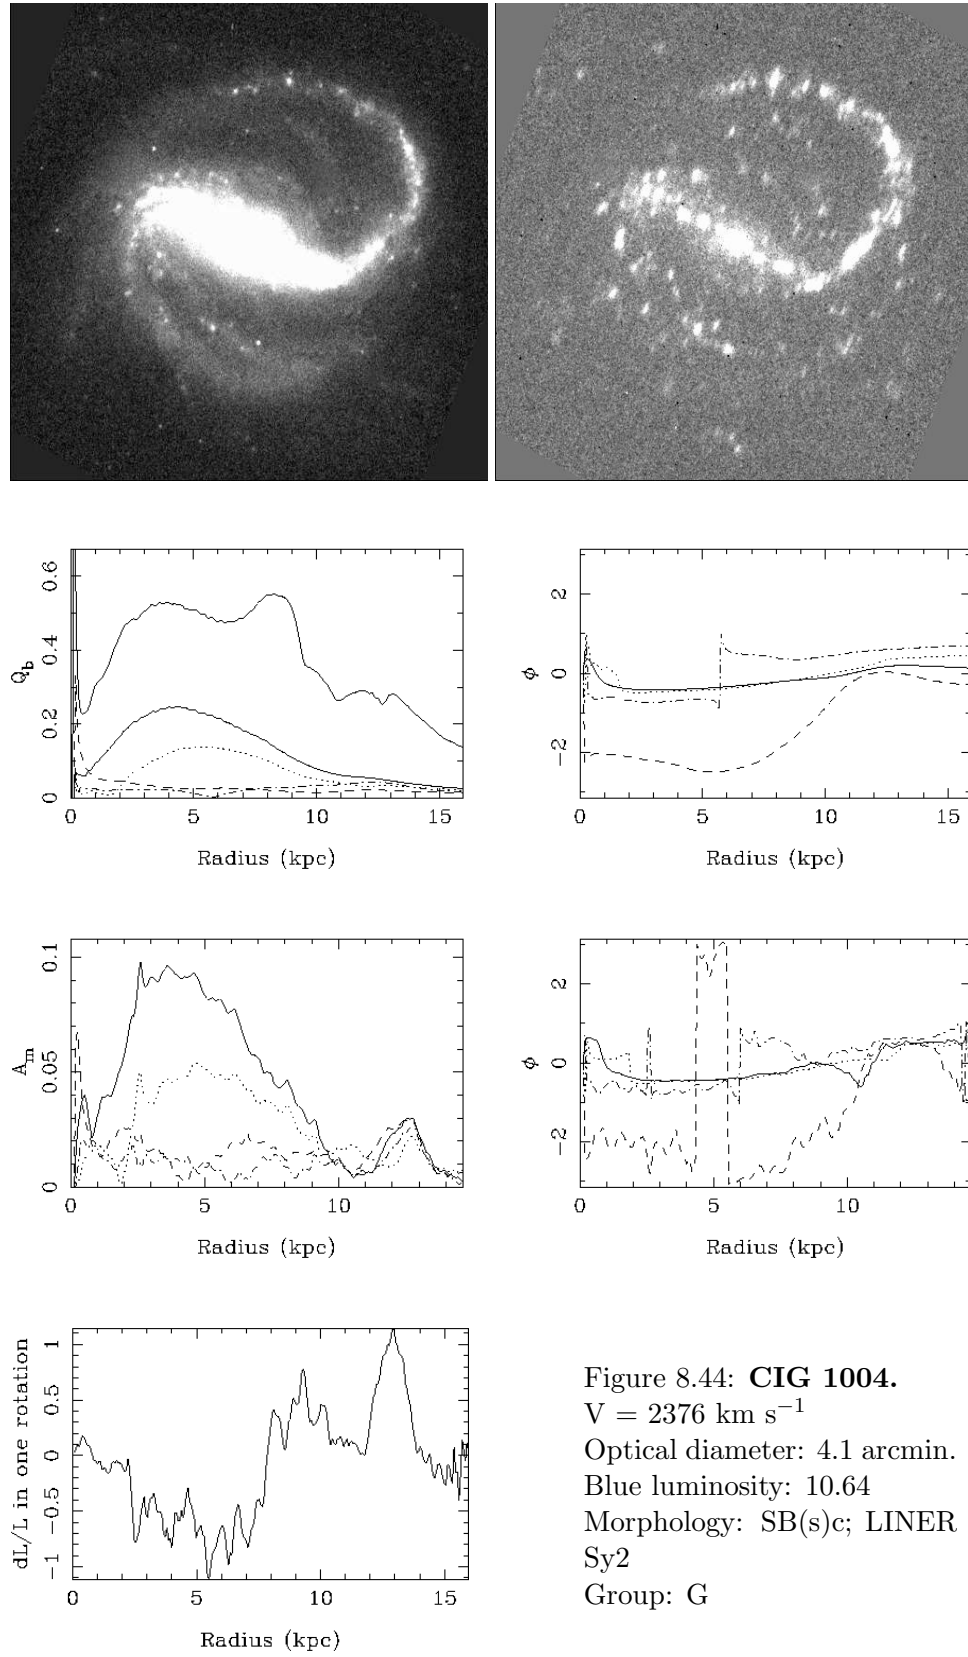 0 0.2 0.4 0.6
Q_b
0 5 10 15
Radius (kpc)
−2 0 2
ϕ
0 5 10 15
Radius (kpc)
0 0.05 0.1
A_m
0 5 10 15
Radius (kpc)
−2 0 2
ϕ
0 5 10
Radius (kpc)
−1 −0.5 0 0.5 1
dL/L in one rotation
0 5 10 15
Radius (kpc)
Figure 8.44: CIG 1004.
V = 2376 km s⁻¹
Optical diameter: 4.1 arcmin.
Blue luminosity: 10.64
Morphology: SB(s)c; LINER
Sy2
Group: G